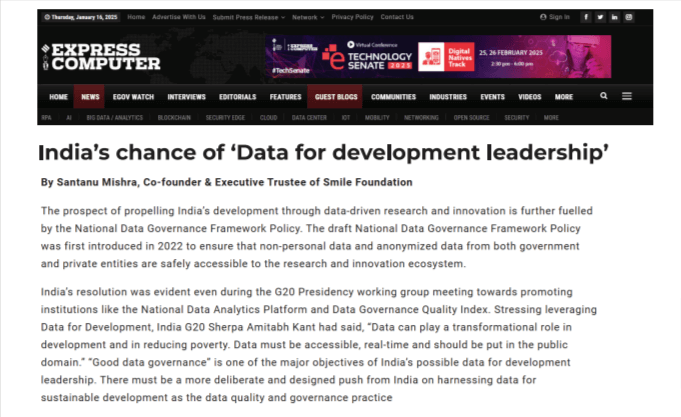 Thursday, January 16, 2025 Home Advertise With Us Submit Press Release Network Privacy Policy Contact Us Sign In
EXPRESS
COMPUTER
#TechSenate
Virtual Conference
TECHNOLOGY
SENATE 2025
Digital
Natives
Track
25, 26 FEBRUARY 2025
2:00 pm - 6:00 pm
HOME NEWS EGOV WATCH INTERVIEWS EDITORIALS FEATURES GUEST BLOGS COMMUNITIES INDUSTRIES EVENTS VIDEOS MORE
RPA AI BIG DATA / ANALYTICS BLOCKCHAIN SECURITY EDGE CLOUD DATA CENTER IOT MOBILITY NETWORKING OPEN SOURCE SECURITY MORE
India's chance of 'Data for development leadership'
By Santanu Mishra, Co-founder & Executive Trustee of Smile Foundation
The prospect of propelling India's development through data-driven research and innovation is further fuelled
by the National Data Governance Framework Policy. The draft National Data Governance Framework Policy
was first introduced in 2022 to ensure that non-personal data and anonymized data from both government
and private entities are safely accessible to the research and innovation ecosystem.
India's resolution was evident even during the G20 Presidency working group meeting towards promoting
institutions like the National Data Analytics Platform and Data Governance Quality Index. Stressing leveraging
Data for Development, India G20 Sherpa Amitabh Kant had said, "Data can play a transformational role in
development and in reducing poverty. Data must be accessible, real-time and should be put in the public
domain." "Good data governance" is one of the major objectives of India's possible data for development
leadership. There must be a more deliberate and designed push from India on harnessing data for
sustainable development as the data quality and governance practice